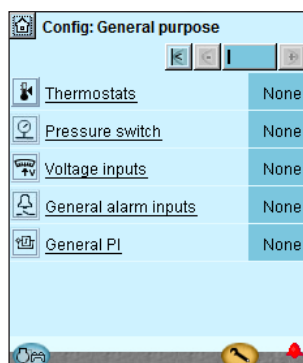 Config: General purpose
Thermostats None
Pressure switch None
Voltage inputs None
General alarm inputs None
General PI None